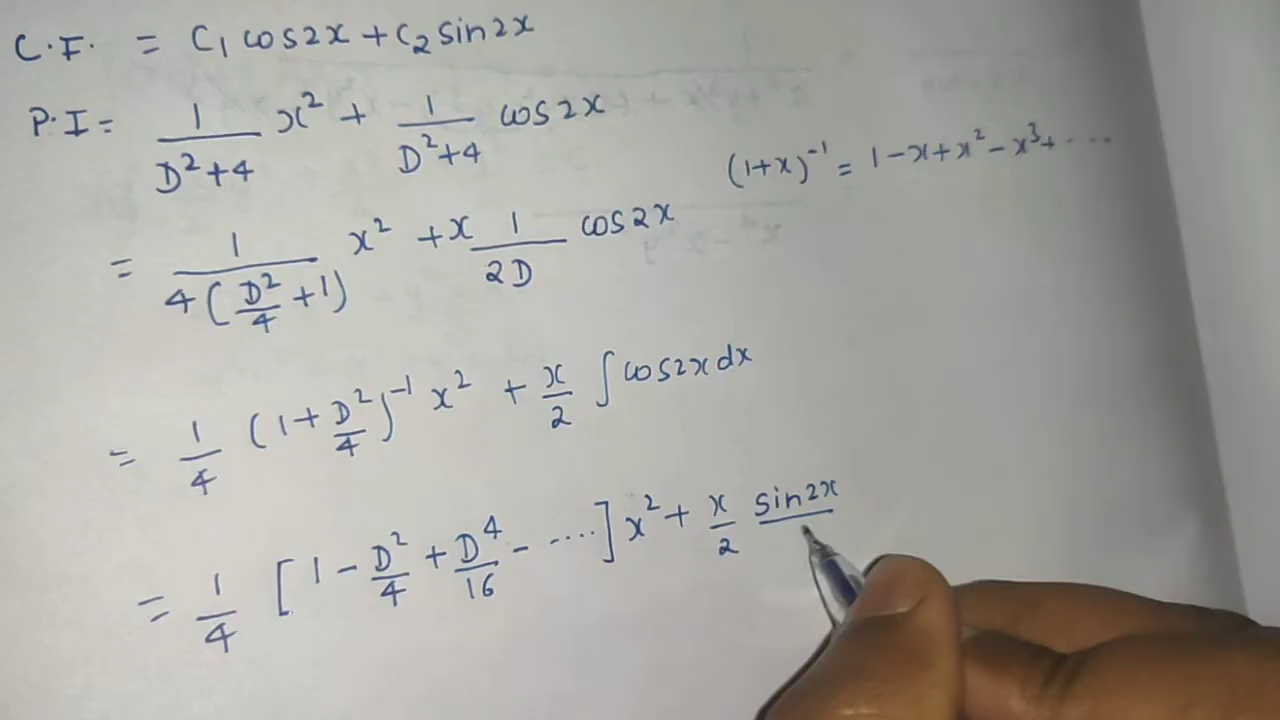 C.F. = C₁ cos2x + C₂ sin2x
P.I = 1/(D²+4) x² + 1/(D²+4) cos2x
(1+x)⁻¹ = 1-x+x²-x³+ ....
= 1/(4(D²/4 +1)) x² + x 1/(2D) cos2x
= 1/4 (1+D²/4)⁻¹ x² + x/2 ∫cos2x dx
= 1/4 [1 - D²/4 + D⁴/16 - ....] x² + x/2 sin2x